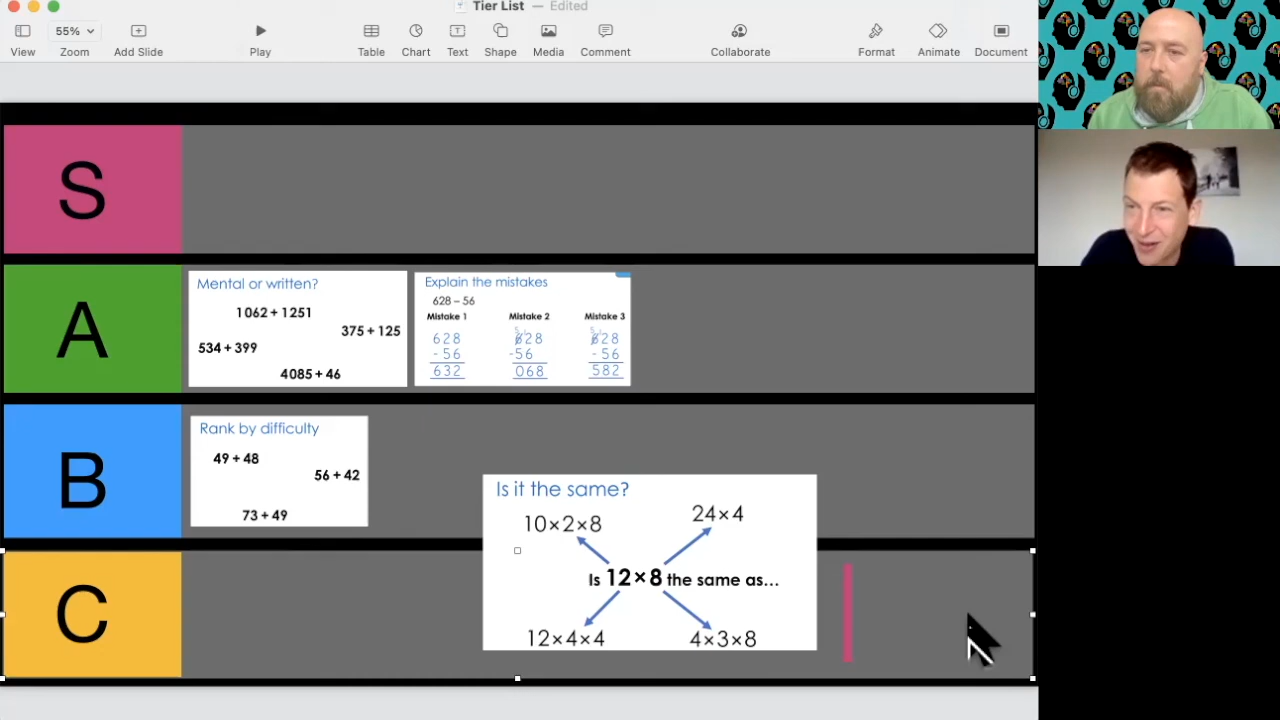 Tier List — Edited
55%
View Zoom Add Slide Play Table Chart Text Shape Media Comment Collaborate Format Animate Document
S
A
Mental or written?
1062 + 1251
375 + 125
534 + 399
4085 + 46
Explain the mistakes
628 – 56
Mistake 1 Mistake 2 Mistake 3
628
- 56
632
5
628
-56
068
5
628
- 56
582
B
Rank by difficulty
49 + 48
56 + 42
73 + 49
Is it the same?
10×2×8
24×4
Is 12×8 the same as...
12×4×4
4×3×8
C